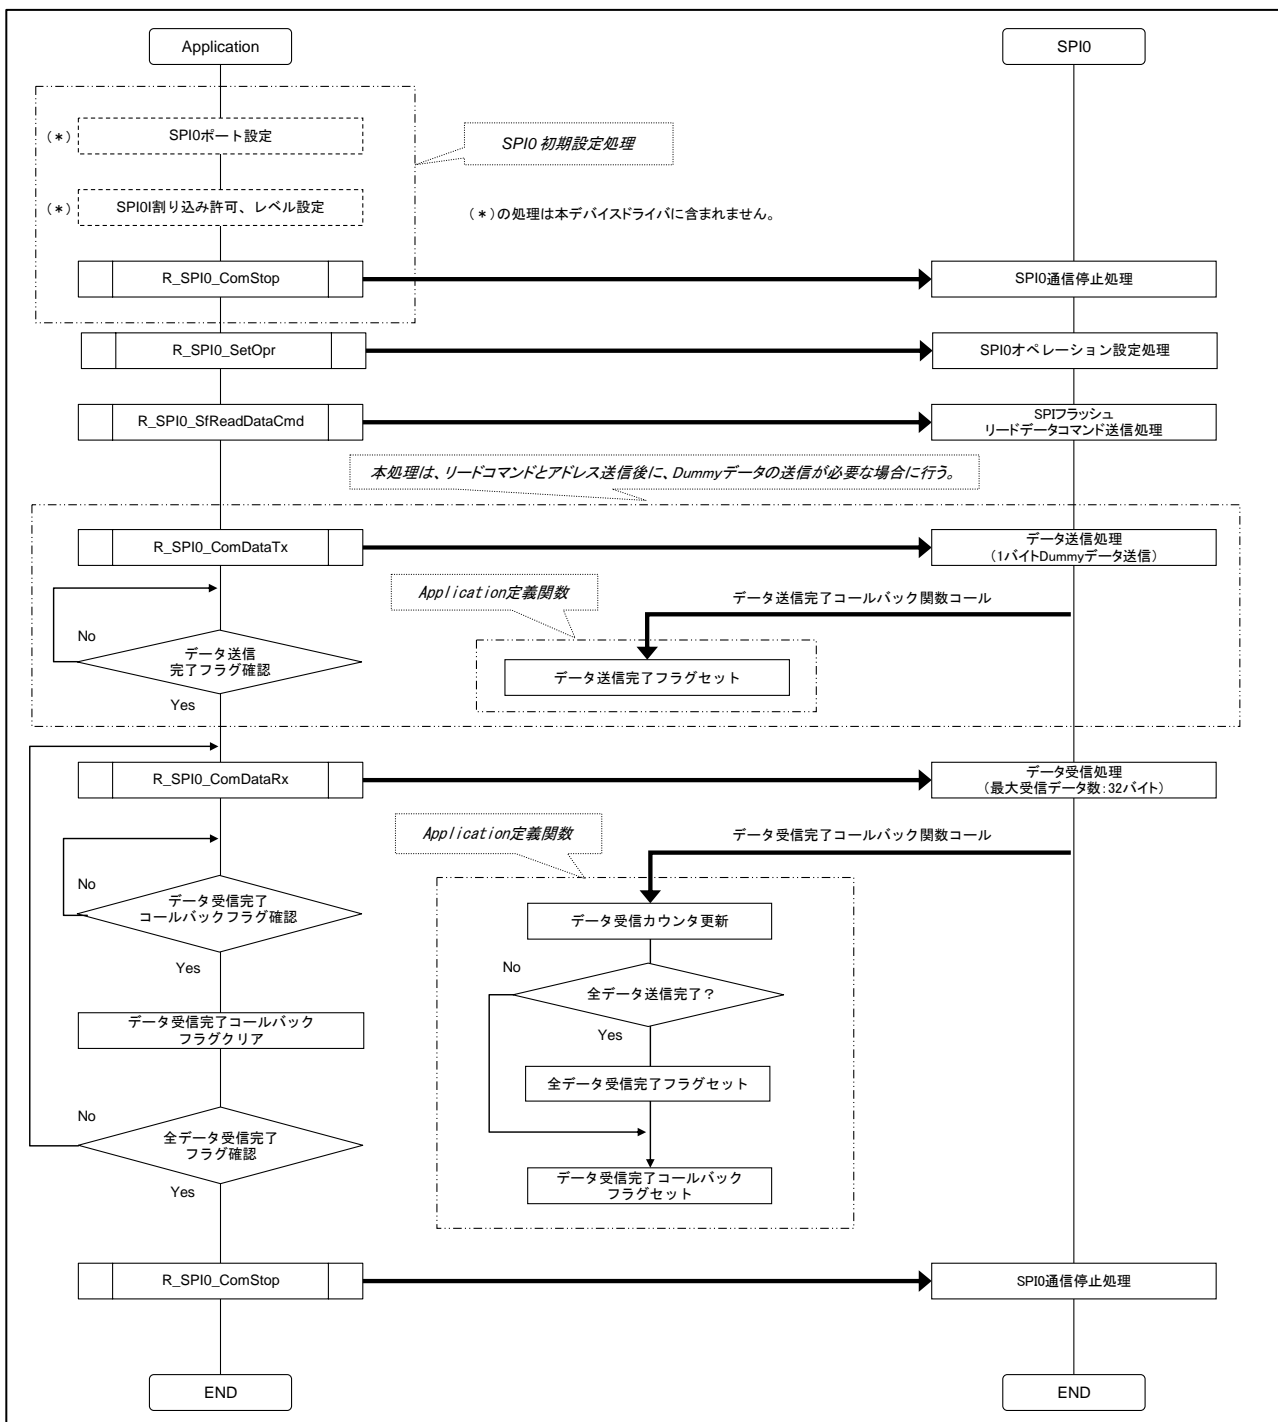 Application
SPI0
(*)
SPI0ポート設定
SPI0 初期設定処理
(*)
SPI0I割り込み許可、レベル設定
(*)の処理は本デバイスドライバに含まれません。
R_SPI0_ComStop
SPI0通信停止処理
R_SPI0_SetOpr
SPI0オペレーション設定処理
R_SPI0_SfReadDataCmd
SPIフラッシュ
リードデータコマンド送信処理
本処理は、リードコマンドとアドレス送信後に、Dummyデータの送信が必要な場合に行う。
R_SPI0_ComDataTx
データ送信処理
(1バイトDummyデータ送信)
Application定義関数
データ送信完了コールバック関数コール
No
データ送信
完了フラグ確認
データ送信完了フラグセット
Yes
R_SPI0_ComDataRx
データ受信処理
(最大受信データ数:32バイト)
Application定義関数
データ受信完了コールバック関数コール
No
データ受信完了
コールバックフラグ確認
データ受信カウンタ更新
Yes
No
全データ送信完了?
データ受信完了コールバック
フラグクリア
Yes
全データ受信完了フラグセット
No
全データ受信完了
フラグ確認
データ受信完了コールバック
フラグセット
Yes
R_SPI0_ComStop
SPI0通信停止処理
END
END